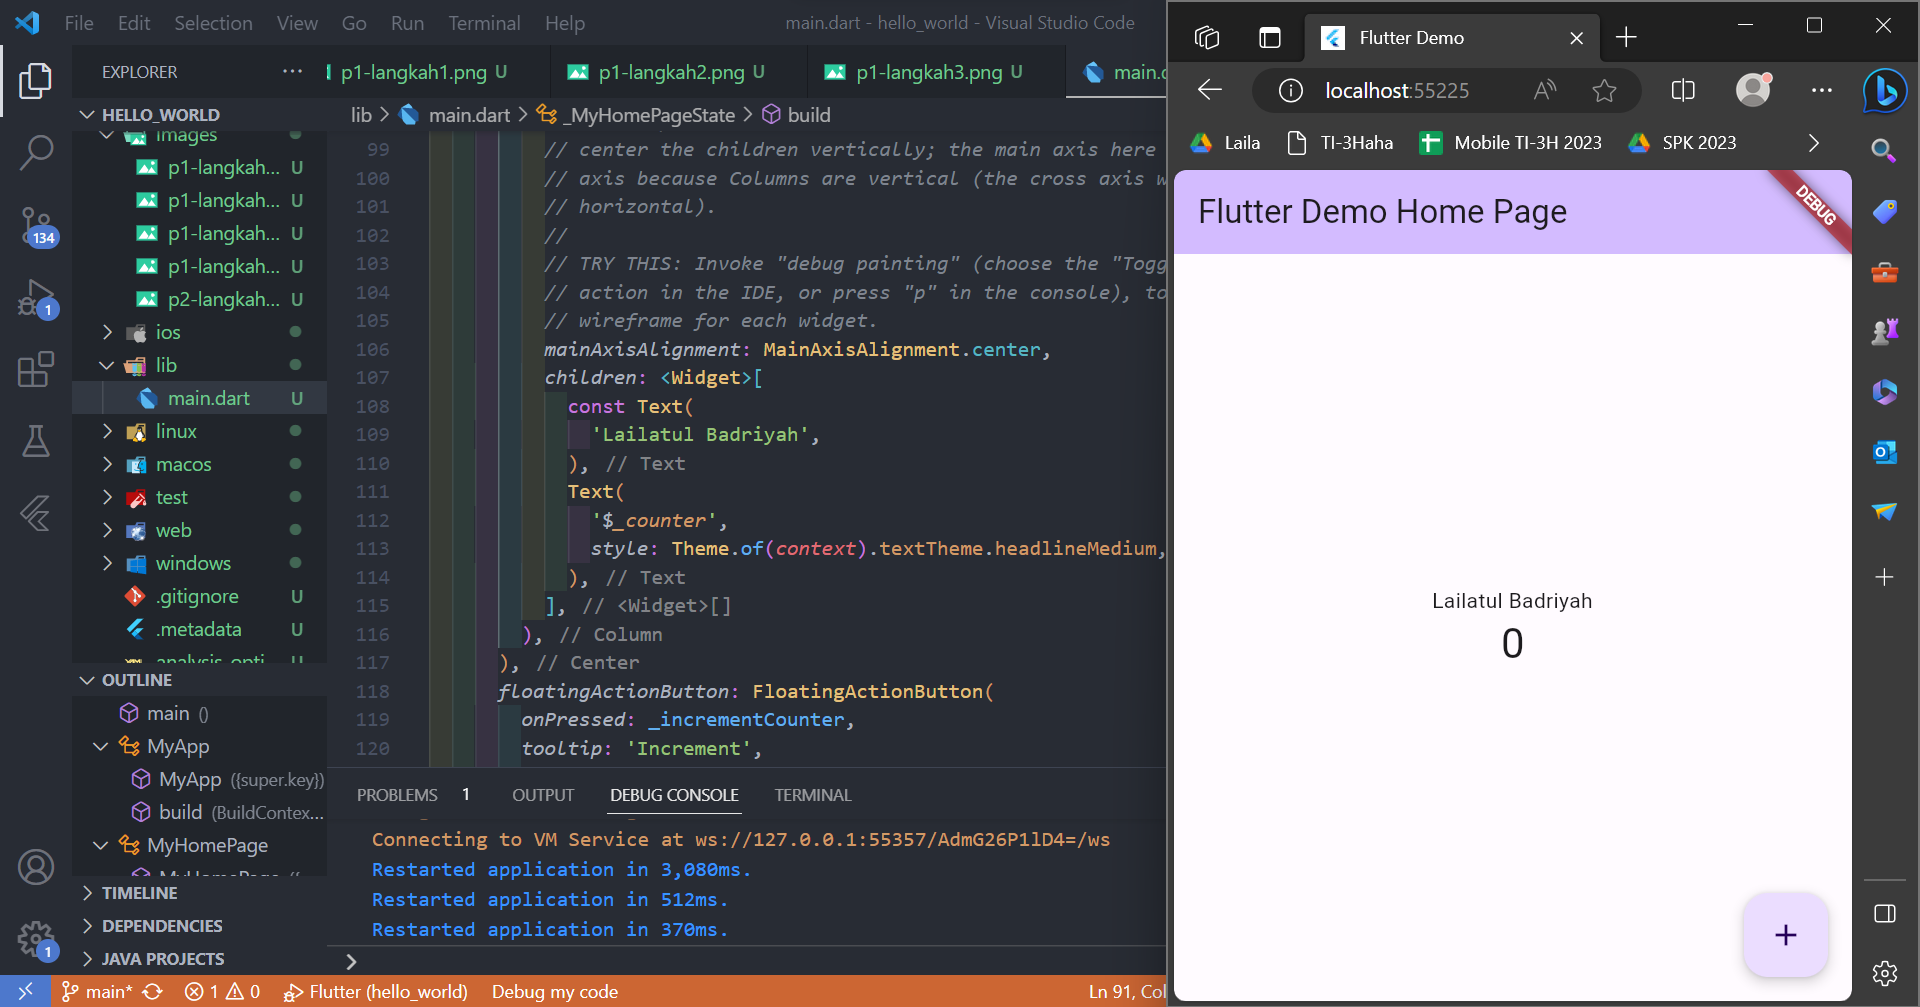 File Edit Selection View Go Run Terminal Help
main.dart - hello_world - Visual Studio Code
EXPLORER
p1-langkah1.png U
p1-langkah2.png U
p1-langkah3.png U
main.d
HELLO_WORLD
lib > main.dart > _MyHomePageState > build
images
p1-langkah... U
p1-langkah... U
p1-langkah... U
p1-langkah... U
p2-langkah... U
ios
lib
main.dart U
linux
macos
test
web
windows
.gitignore U
.metadata U
analysis_opti... U
OUTLINE
main ()
MyApp
MyApp ({super.key})
build (BuildContex...
MyHomePage
MyHomePage
TIMELINE
DEPENDENCIES
JAVA PROJECTS
134
1
1
99 // center the children vertically; the main axis here
100 // axis because Columns are vertical (the cross axis w
101 // horizontal).
102 //
103 // TRY THIS: Invoke "debug painting" (choose the "Togg
104 // action in the IDE, or press "p" in the console), to
105 // wireframe for each widget.
106 mainAxisAlignment: MainAxisAlignment.center,
107 children: <Widget>[
108 const Text(
109 'Lailatul Badriyah',
110 ), // Text
111 Text(
112 '$_counter',
113 style: Theme.of(context).textTheme.headlineMedium,
114 ), // Text
115 ], // <Widget>[]
116 ), // Column
117 ), // Center
118 floatingActionButton: FloatingActionButton(
119 onPressed: _incrementCounter,
120 tooltip: 'Increment',
PROBLEMS 1 OUTPUT DEBUG CONSOLE TERMINAL
Connecting to VM Service at ws://127.0.0.1:55357/AdmG26P1lD4=/ws
Restarted application in 3,080ms.
Restarted application in 512ms.
Restarted application in 370ms.
main* 1 0 Flutter (hello_world) Debug my code Ln 91, Col
Flutter Demo
localhost:55225
Laila TI-3Haha Mobile TI-3H 2023 SPK 2023
Flutter Demo Home Page
DEBUG
Lailatul Badriyah
0
+